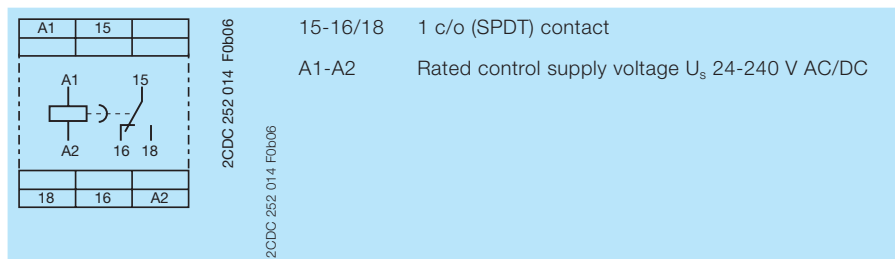 A1 15
A1 15
A2 16 18
18 16 A2
2CDC 252 014 F0b06
2CDC 252 014 F0b06
15-16/18 1 c/o (SPDT) contact
A1-A2 Rated control supply voltage Us 24-240 V AC/DC